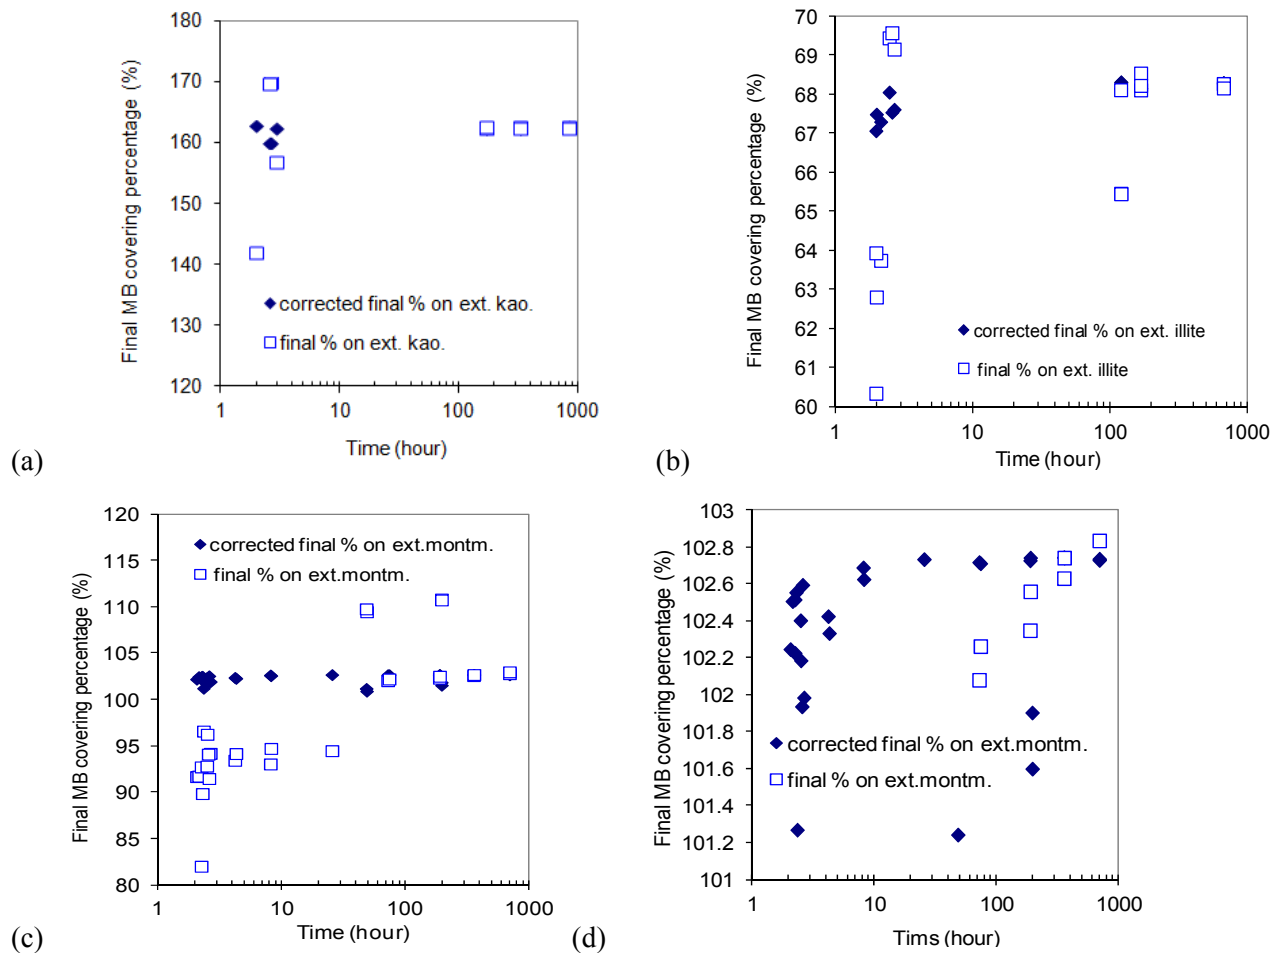 180
170
160
150
140
130
120
Final MB covering percentage (%)
corrected final % on ext. kao.
final % on ext. kao.
1
10
100
1000
Time (hour)
(a)
70
69
68
67
66
65
64
63
62
61
60
Final MB covering percentage (%)
corrected final % on ext. illite
final % on ext. illite
1
10
100
1000
Time (hour)
(b)
120
115
110
105
100
95
90
85
80
Final MB covering percentage (%)
corrected final % on ext.montm.
final % on ext.montm.
1
10
100
1000
Time (hour)
(c)
103
102.8
102.6
102.4
102.2
102
101.8
101.6
101.4
101.2
101
Final MB covering percentage (%)
corrected final % on ext.montm.
final % on ext.montm.
1
10
100
1000
Tims (hour)
(d)